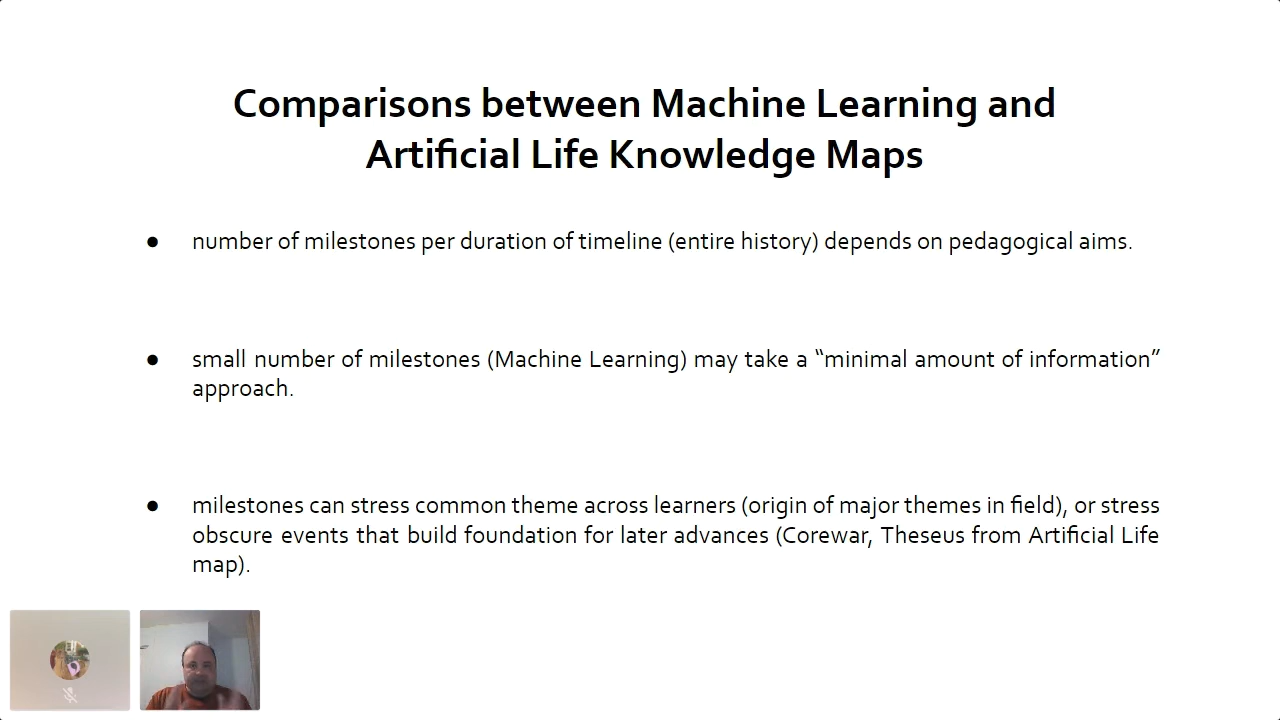 Comparisons between Machine Learning and
Artificial Life Knowledge Maps
● number of milestones per duration of timeline (entire history) depends on pedagogical aims.
● small number of milestones (Machine Learning) may take a “minimal amount of information”
approach.
● milestones can stress common theme across learners (origin of major themes in field), or stress
obscure events that build foundation for later advances (Corewar, Theseus from Artificial Life
map).